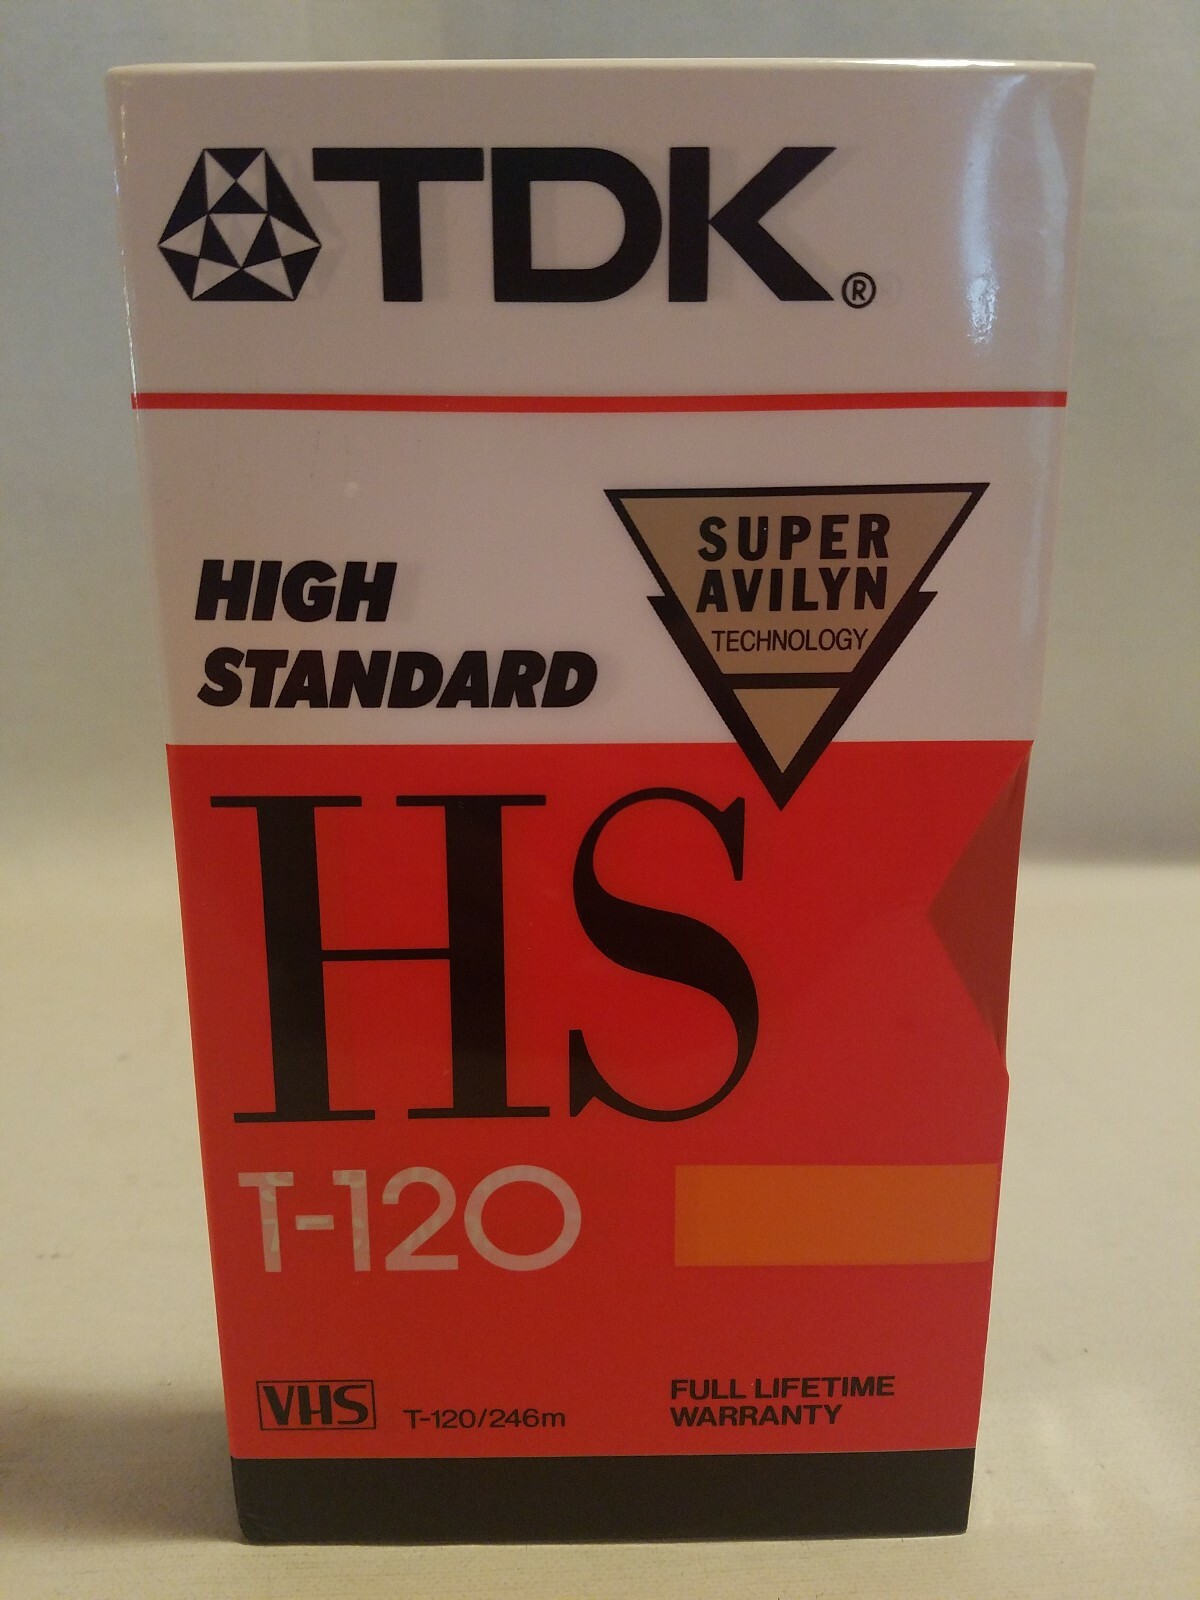 TDK®
SUPER
AVILYN
TECHNOLOGY
HIGH
STANDARD
HS
T-120
VHS T-120/246m
FULL LIFETIME
WARRANTY